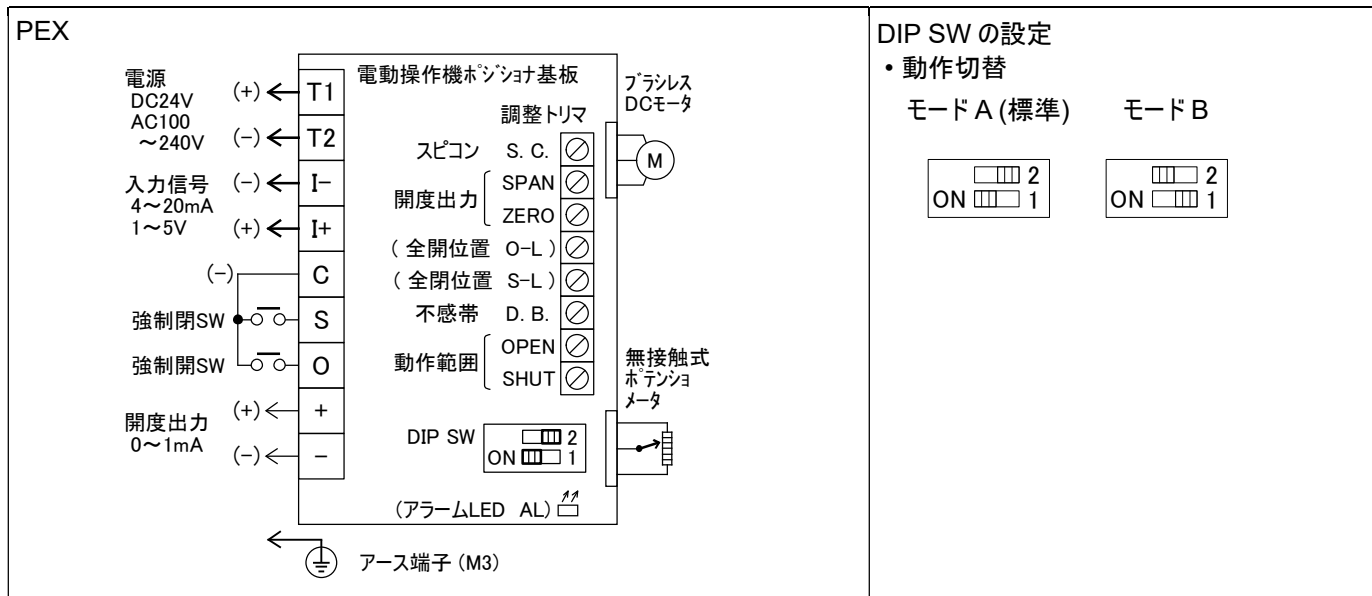 PEX
電動操作機ポジショナ基板
電源
DC24V
AC100
～240V
(+)
T1
(−)
T2
入力信号
4～20mA
1～5V
(−)
I−
(+)
I+
(−)
C
強制閉SW
S
強制開SW
O
開度出力
0～1mA
(+)
+
(−)
−
調整トリマ
スピコン S. C.
開度出力
SPAN
ZERO
( 全開位置 O-L )
( 全閉位置 S-L )
不感帯 D. B.
動作範囲
OPEN
SHUT
DIP SW
2
ON 1
(アラームLED AL)
アース端子 (M3)
ブラシレス
DCモータ
M
無接触式
ポテンショ
メータ
DIP SW の設定
・動作切替
モード A (標準) モード B
2
ON 1
2
ON 1